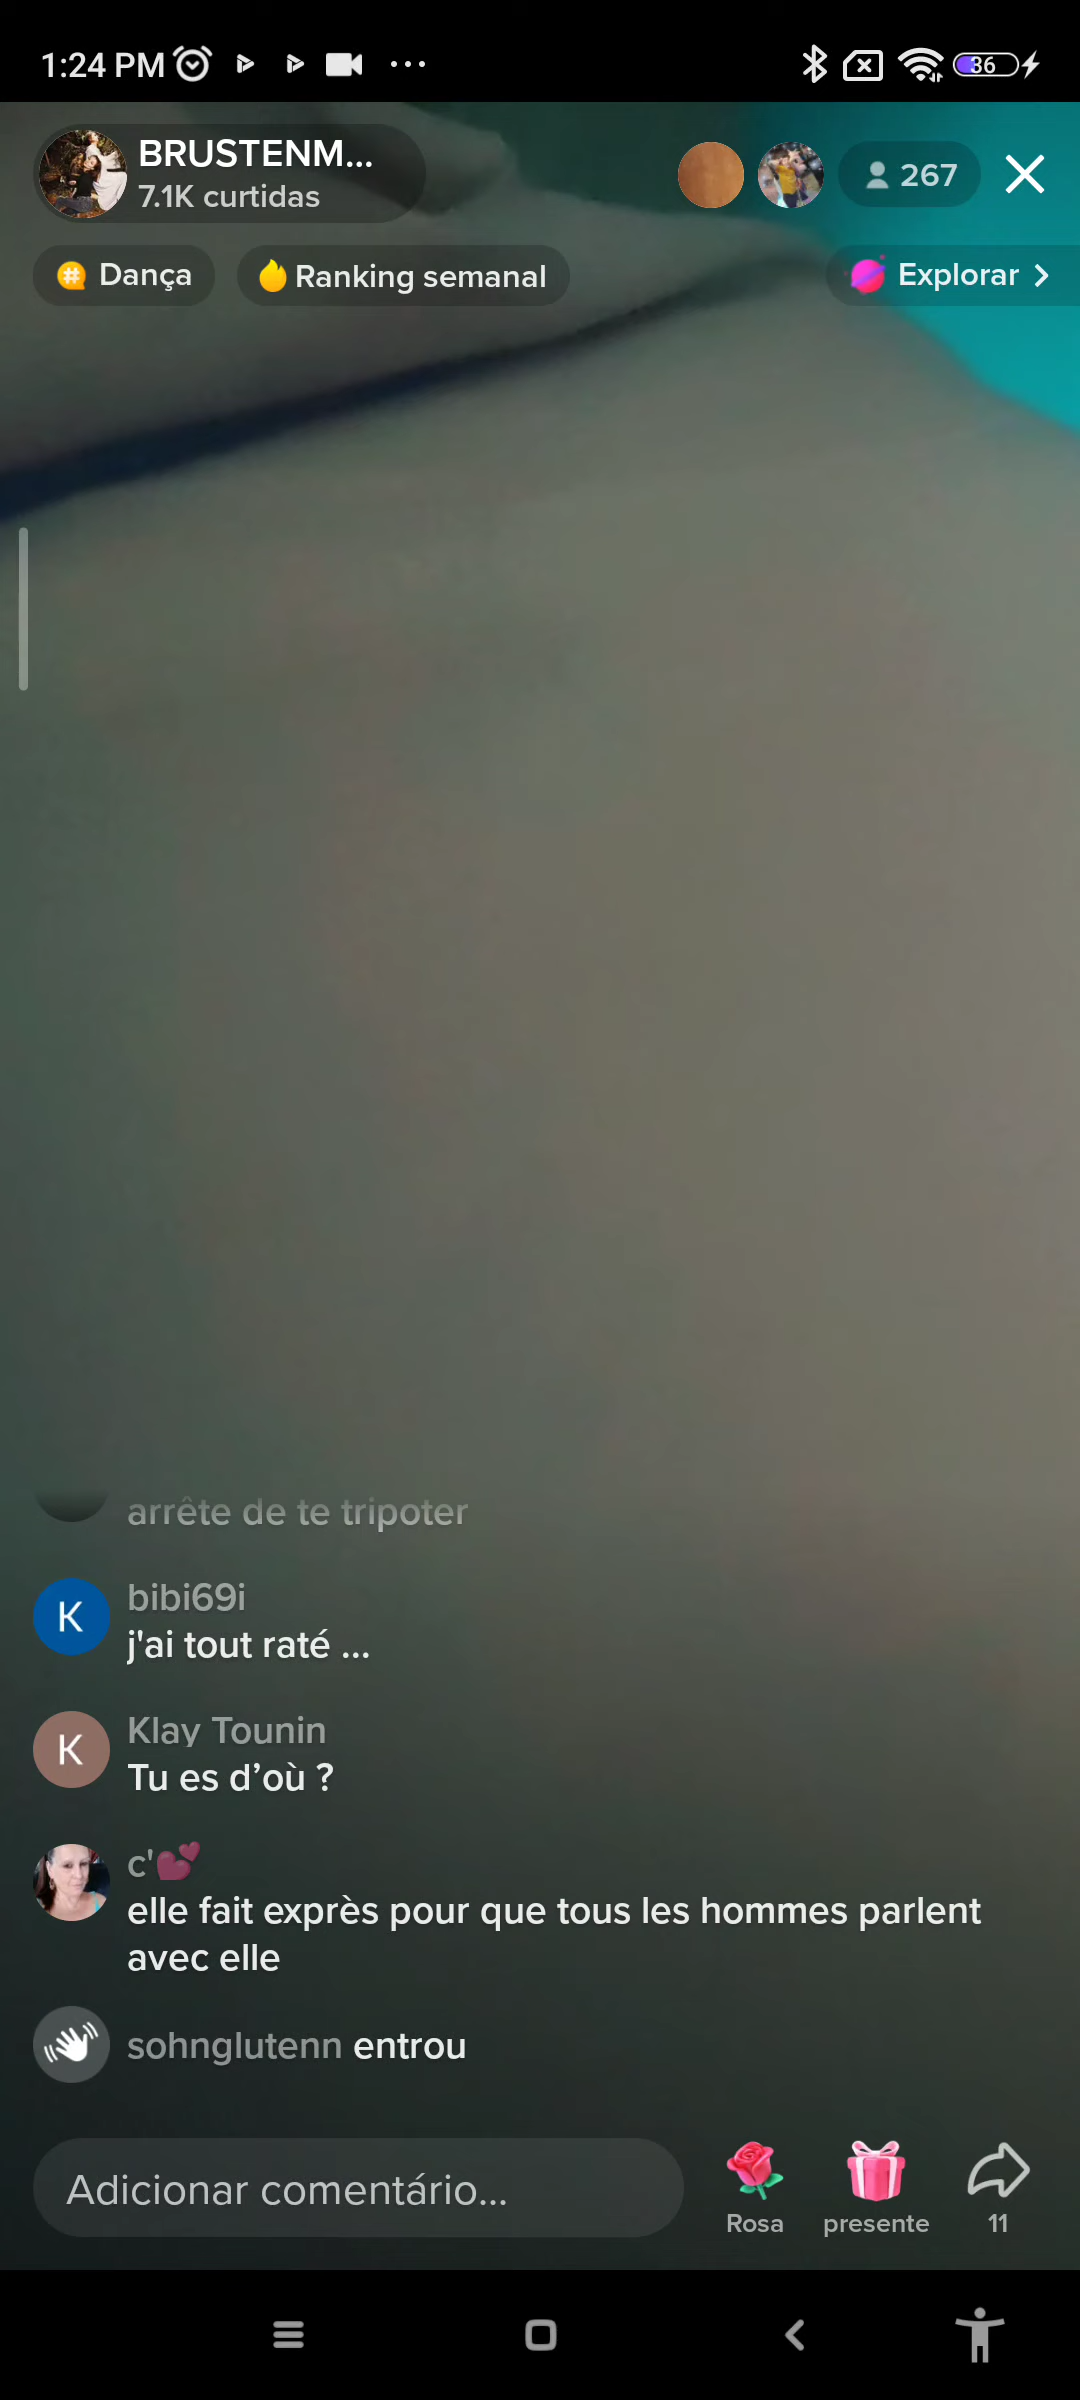 1:24 PM
36
BRUSTENM...
7.1K curtidas
267
Dança
Ranking semanal
Explorar
arrête de te tripoter
K
bibi69i
j'ai tout raté ...
K
Klay Tounin
Tu es d’où ?
c'💕
elle fait exprès pour que tous les hommes parlent
avec elle
sohnglutenn entrou
Adicionar comentário...
Rosa
presente
11